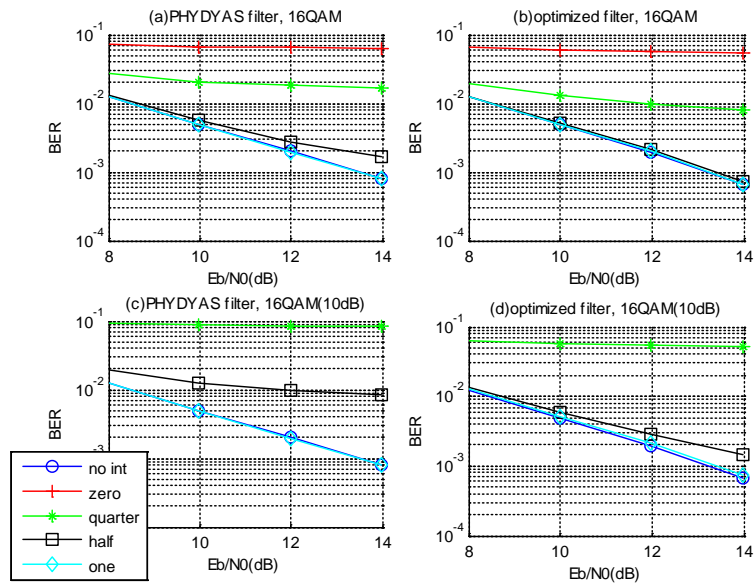 (a)PHYDYAS filter, 16QAM
10^-1
10^-2
10^-3
10^-4
BER
8 10 12 14
Eb/N0(dB)
(b)optimized filter, 16QAM
10^-1
10^-2
10^-3
10^-4
BER
8 10 12 14
Eb/N0(dB)
(c)PHYDYAS filter, 16QAM(10dB)
10^-1
10^-2
BER
8 10 12 14
Eb/N0(dB)
(d)optimized filter, 16QAM(10dB)
10^-1
10^-2
10^-3
10^-4
BER
8 10 12 14
Eb/N0(dB)
no int
zero
quarter
half
one